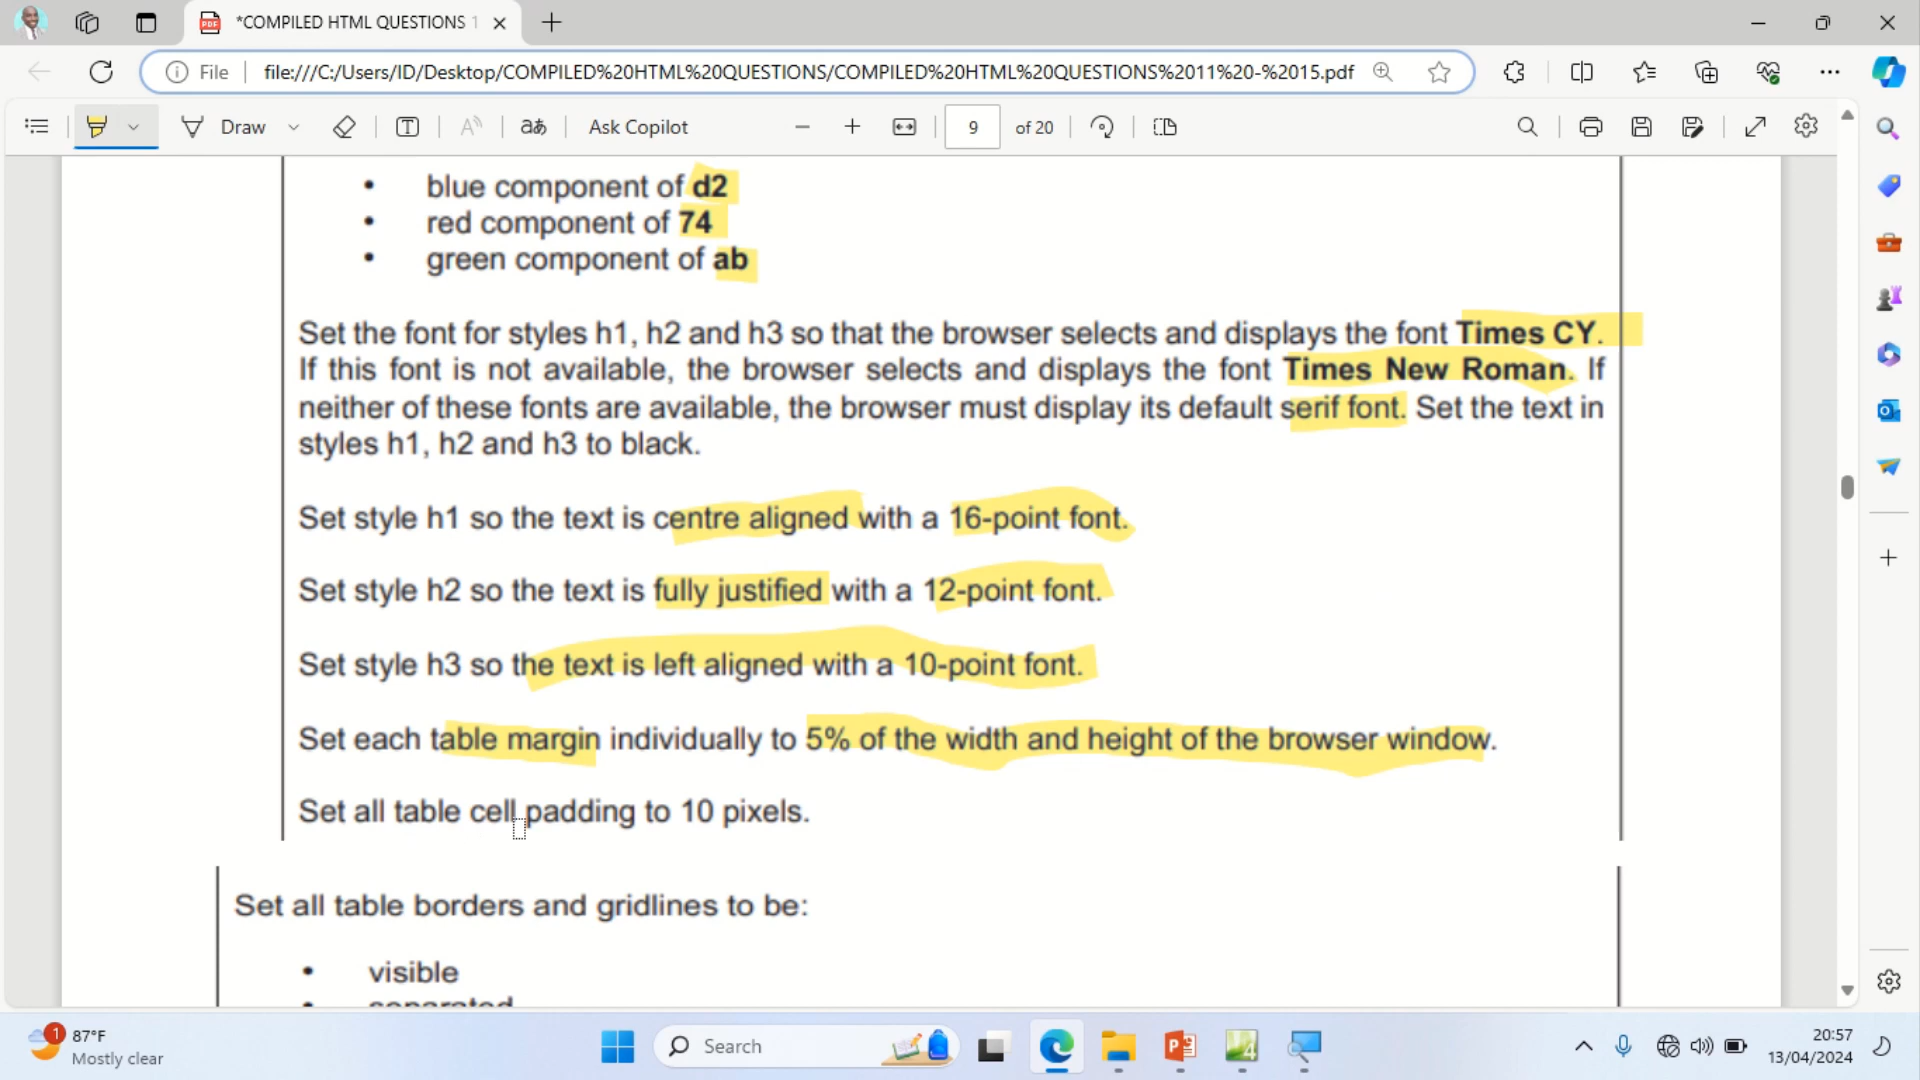 *COMPILED HTML QUESTIONS 1
File
file:///C:/Users/ID/Desktop/COMPILED%20HTML%20QUESTIONS/COMPILED%20HTML%20QUESTIONS%2011%20-%2015.pdf
Draw
aあ
Ask Copilot
9
of 20
• blue component of d2
• red component of 74
• green component of ab
Set the font for styles h1, h2 and h3 so that the browser selects and displays the font Times CY.
If this font is not available, the browser selects and displays the font Times New Roman. If
neither of these fonts are available, the browser must display its default serif font. Set the text in
styles h1, h2 and h3 to black.
Set style h1 so the text is centre aligned with a 16-point font.
Set style h2 so the text is fully justified with a 12-point font.
Set style h3 so the text is left aligned with a 10-point font.
Set each table margin individually to 5% of the width and height of the browser window.
Set all table cell padding to 10 pixels.
Set all table borders and gridlines to be:
• visible
• separated
1
87°F
Mostly clear
Search
20:57
13/04/2024